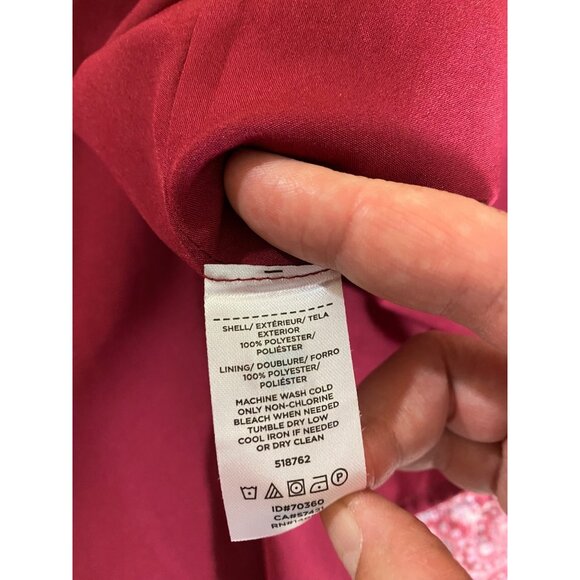 SHELL/ EXTÉRIEUR/ TELA
EXTERIOR
100% POLYESTER/
POLIÉSTER
LINING/ DOUBLURE/ FORRO
100% POLYESTER/
POLIÉSTER
MACHINE WASH COLD
ONLY NON-CHLORINE
BLEACH WHEN NEEDED
TUMBLE DRY LOW
COOL IRON IF NEEDED
OR DRY CLEAN
518762
P
ID#70360